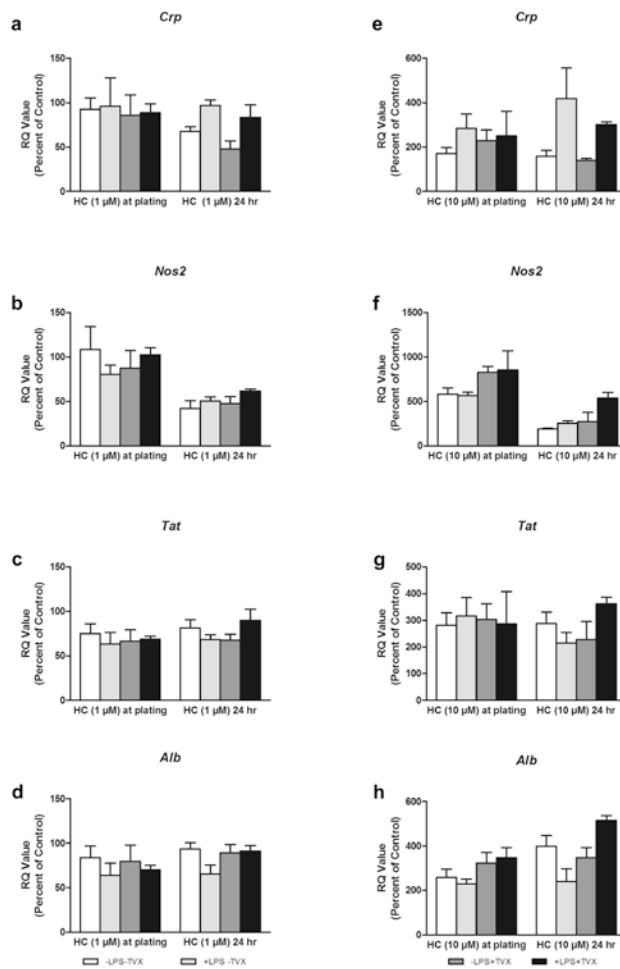 Crp
a
RQ Value
(Percent of Control)
150
100
50
0
HC (1 µM) at plating
HC (1 µM) 24 hr
Nos2
b
RQ Value
(Percent of Control)
150
100
50
0
HC (1 µM) at plating
HC (1 µM) 24 hr
Tat
c
RQ Value
(Percent of Control)
150
100
50
0
HC (1 µM) at plating
HC (1 µM) 24 hr
Alb
d
RQ Value
(Percent of Control)
150
100
50
0
HC (1 µM) at plating
HC (1 µM) 24 hr
-LPS-TVX
+LPS -TVX
Crp
e
RQ Value
(Percent of Control)
600
400
200
0
HC (10 µM) at plating
HC (10 µM) 24 hr
Nos2
f
RQ Value
(Percent of Control)
1500
1000
500
0
HC (10 µM) at plating
HC (10 µM) 24 hr
Tat
g
RQ Value
(Percent of Control)
500
400
300
200
100
0
HC (10 µM) at plating
HC (10 µM) 24 hr
Alb
h
RQ Value
(Percent of Control)
600
400
200
0
HC (10 µM) at plating
HC (10 µM) 24 hr
-LPS+TVX
+LPS+TVX